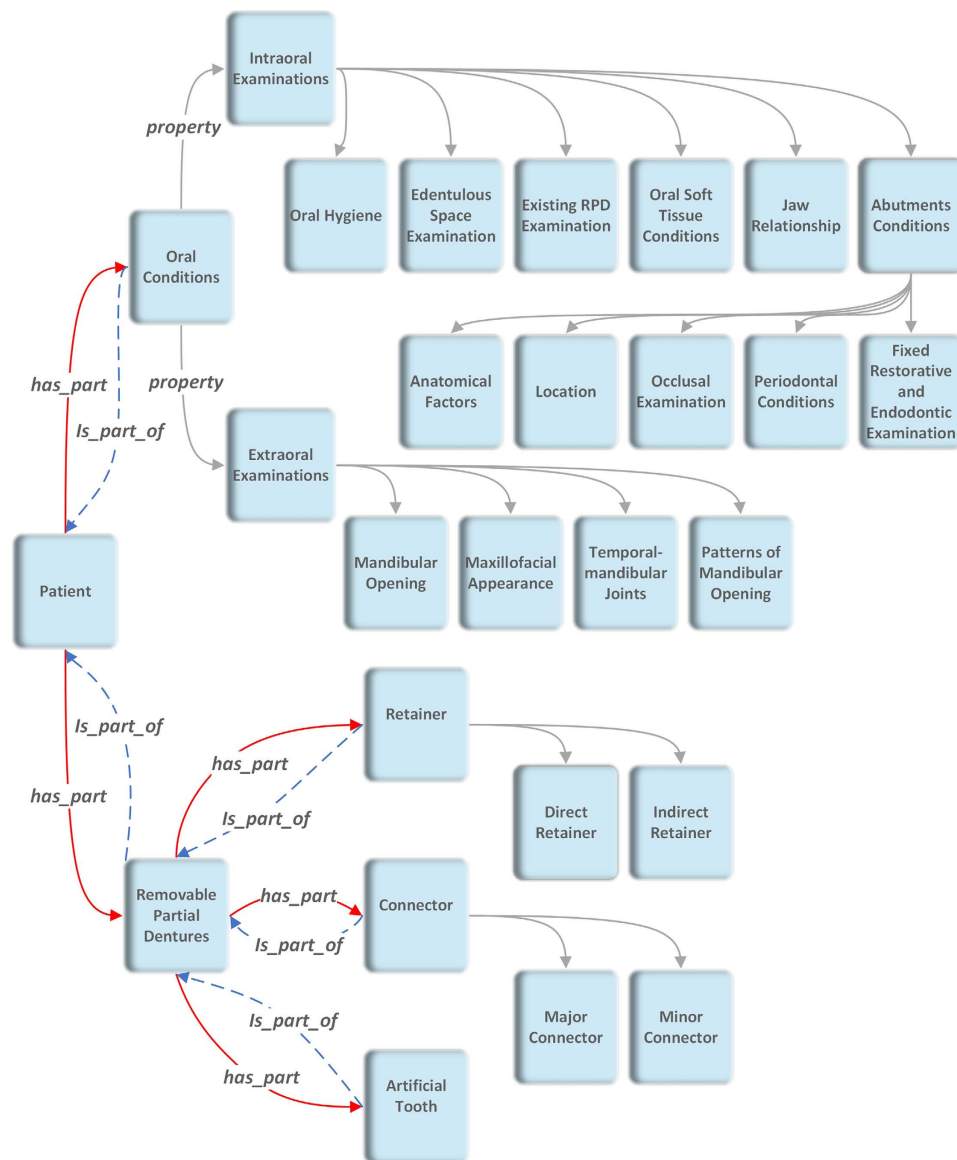 Intraoral
Examinations
property
Oral Hygiene
Edentulous
Space
Examination
Existing RPD
Examination
Oral Soft
Tissue
Conditions
Jaw
Relationship
Abutments
Conditions
Oral
Conditions
has_part
Is_part_of
property
Anatomical
Factors
Location
Occlusal
Examination
Periodontal
Conditions
Fixed
Restorative
and
Endodontic
Examination
Extraoral
Examinations
Mandibular
Opening
Maxillofacial
Appearance
Temporal-
mandibular
Joints
Patterns of
Mandibular
Opening
Patient
Is_part_of
has_part
Retainer
has_part
Is_part_of
Direct
Retainer
Indirect
Retainer
Removable
Partial
Dentures
has_part
Is_part_of
Connector
Major
Connector
Minor
Connector
Is_part_of
has_part
Artificial
Tooth